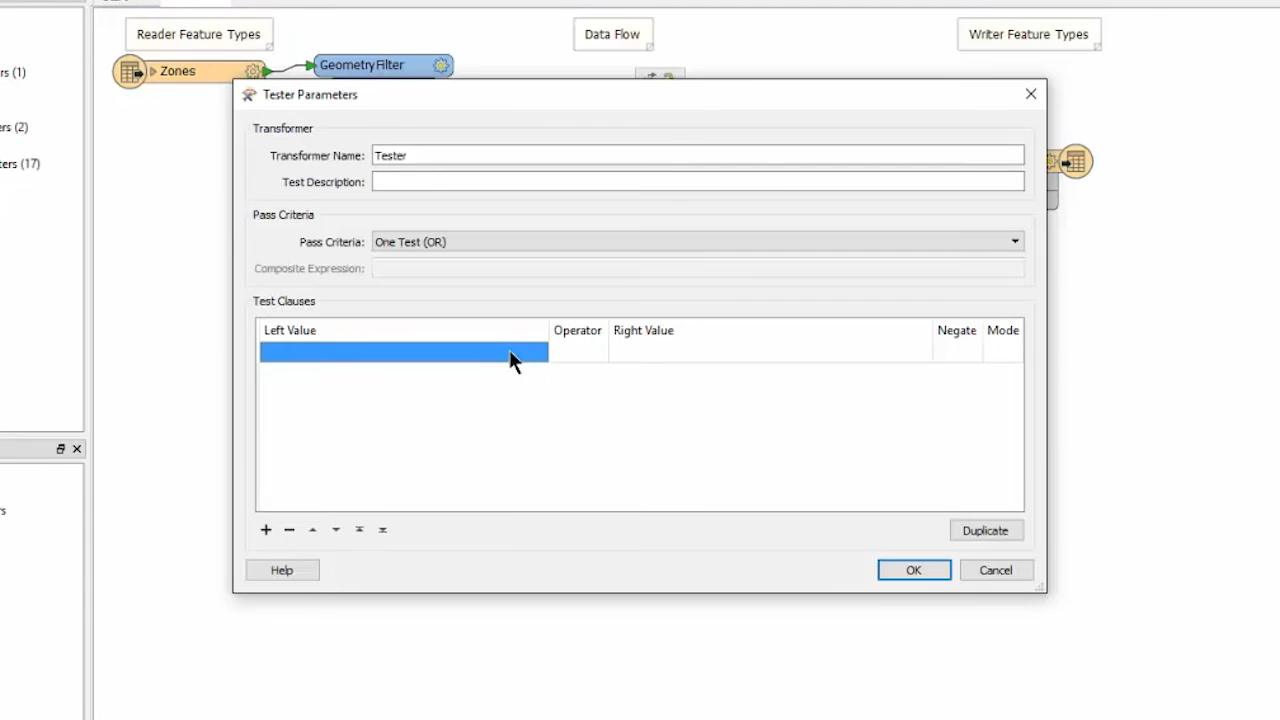 Reader Feature Types
Data Flow
Writer Feature Types
rs (1)
Zones
GeometryFilter
Tester Parameters
Transformer
ers (2)
Transformer Name: Tester
ters (17)
Test Description:
Pass Criteria
Pass Criteria: One Test (OR)
Composite Expression:
Test Clauses
Left Value Operator Right Value Negate Mode
rs
Duplicate
Help OK Cancel